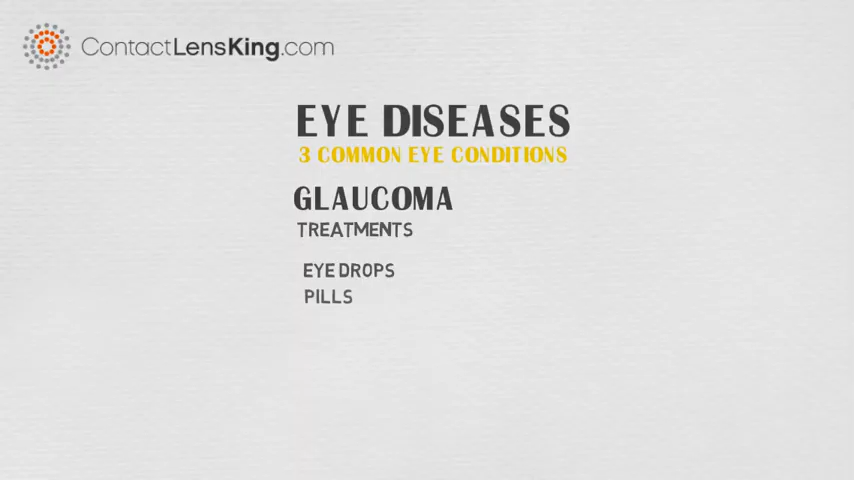 ContactLensKing.com
EYE DISEASES
3 COMMON EYE CONDITIONS
GLAUCOMA
TREATMENTS
EYE DROPS
PILLS